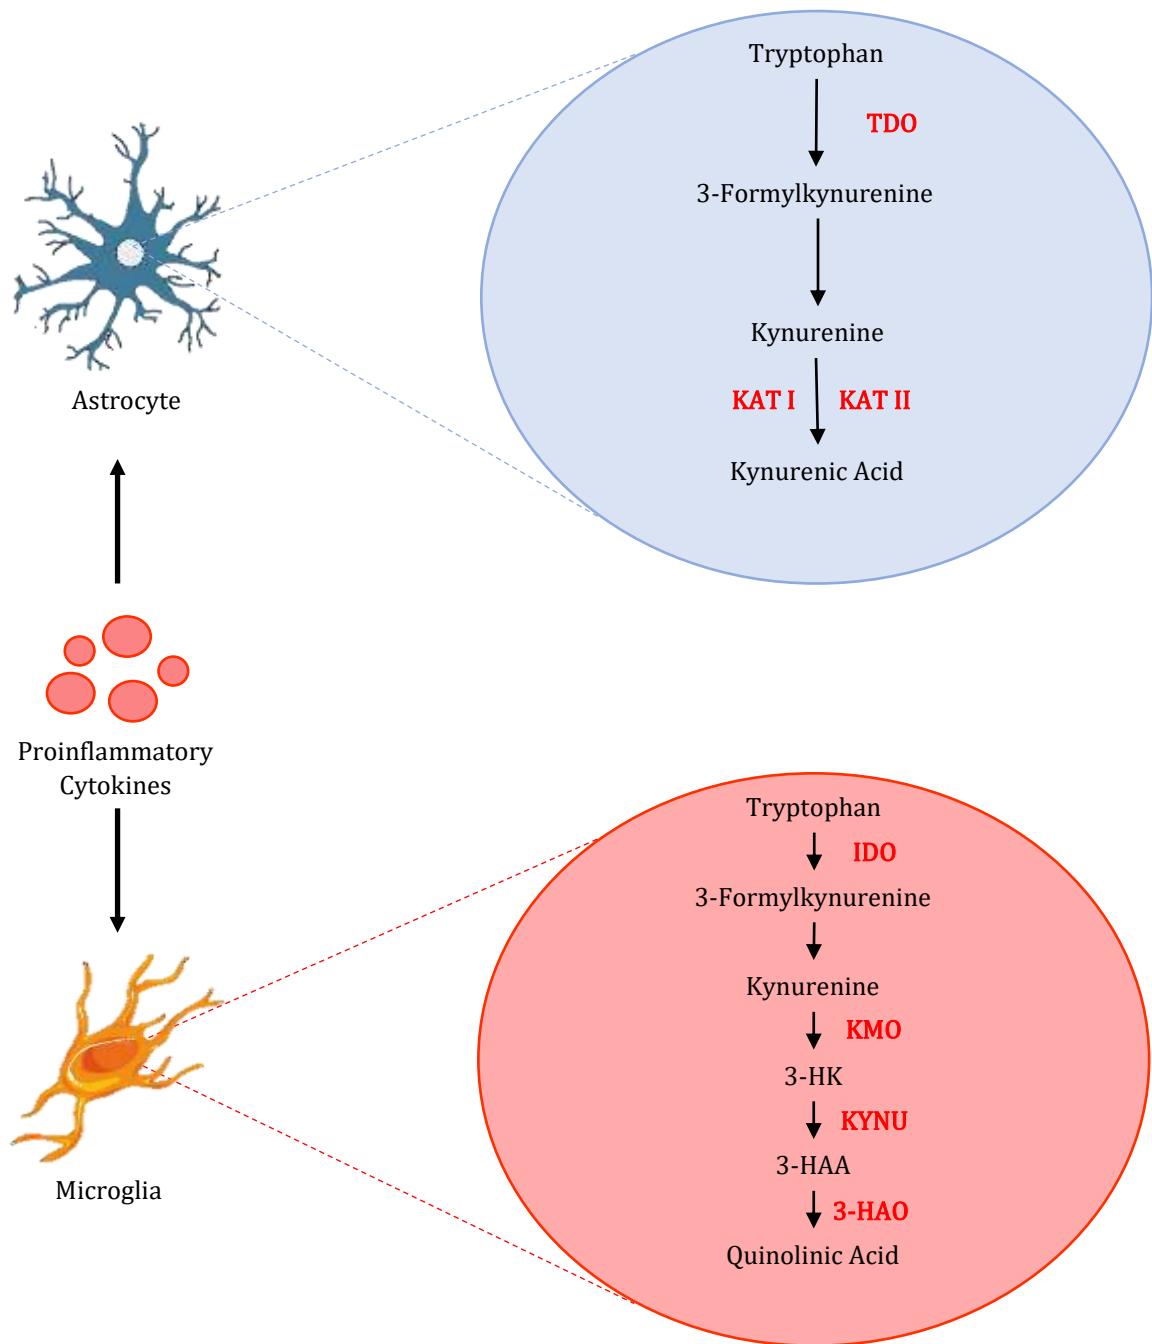 Tryptophan
TDO
3-Formylkynurenine
Kynurenine
KAT I KAT II
Kynurenic Acid
Astrocyte
Proinflammatory
Cytokines
Tryptophan
IDO
3-Formylkynurenine
Kynurenine
KMO
3-HK
KYNU
3-HAA
3-HAO
Quinolinic Acid
Microglia